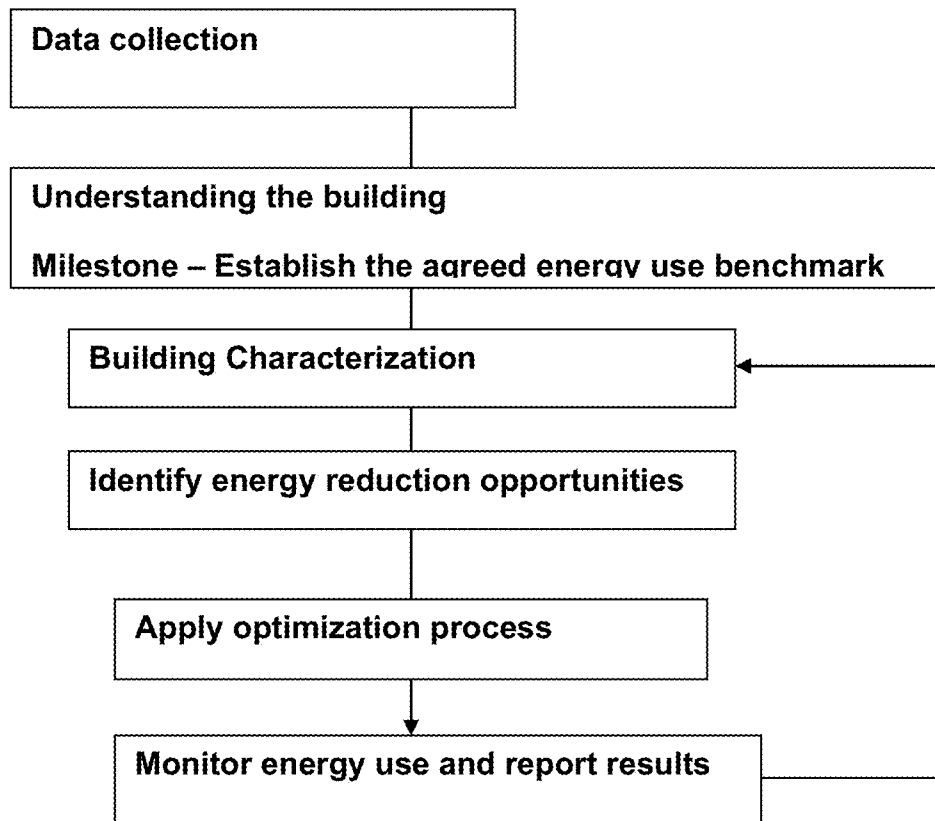 Data collection
Understanding the building
Milestone – Establish the agreed energy use benchmark
Building Characterization
Identify energy reduction opportunities
Apply optimization process
Monitor energy use and report results